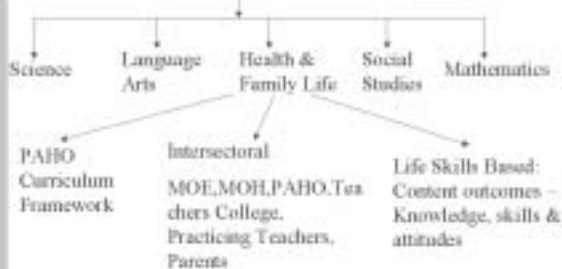 Science
Language
Arts
Health &
Family Life
Social
Studies
Mathematics
PAHO
Curriculum
Framework
Intersectoral
MOE,MOH,PAHO,Tea
chers College,
Practicing Teachers,
Parents
Life Skills Based:
Content outcomes –
Knowledge, skills &
attitudes